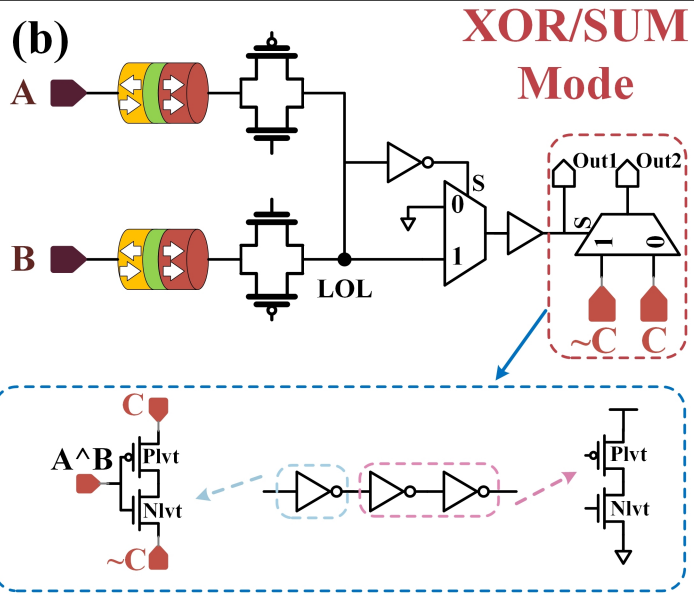 (b)
XOR/SUM
Mode
A
Out1
Out2
S
0
S
1
0
B
1
LOL
~C
C
C
A^B
Plvt
Plvt
Nlvt
Nlvt
~C